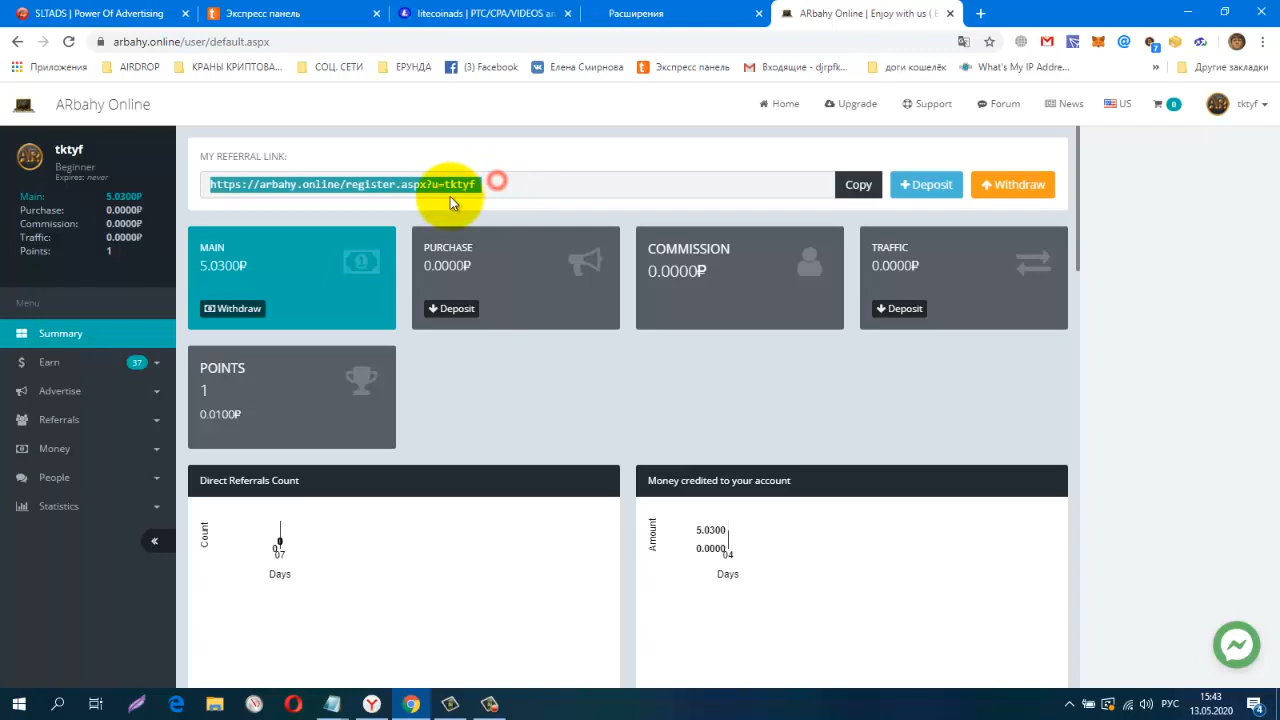 SLTADS | Power Of Advertising
Экспресс панель
litecoinads | PTC/CPA/VIDEOS an
Расширения
ARbahy Online | Enjoy with us ( E
arbahy.online/user/default.aspx
Приложения
AIRDROP
КРАНЫ КРИПТОВА...
СОЦ. СЕТИ
ЕРУНДА
(3) Facebook
Елена Смирнова
Экспресс панель
Входящие - djrpfk...
доги кошелёк
What's My IP Addre...
»
Другие закладки
ARbahy Online
Home
Upgrade
Support
Forum
News
US
0
tktyf
tktyf
Beginner
Expires: never
Main: 5.0300₽
Purchase: 0.0000₽
Commission: 0.0000₽
Traffic: 0.0000₽
Points: 1
Menu
Summary
Earn 37
Advertise
Referrals
Money
People
Statistics
«
MY REFERRAL LINK:
https://arbahy.online/register.aspx?u=tktyf
Copy
Deposit
Withdraw
MAIN
5.0300₽
Withdraw
PURCHASE
0.0000₽
Deposit
COMMISSION
0.0000₽
TRAFFIC
0.0000₽
Deposit
POINTS
1
0.0100₽
Direct Referrals Count
Count
0
07
Days
Money credited to your account
Amount
5.0300
0.0000
04
Days
РУС
15:43
13.05.2020
4